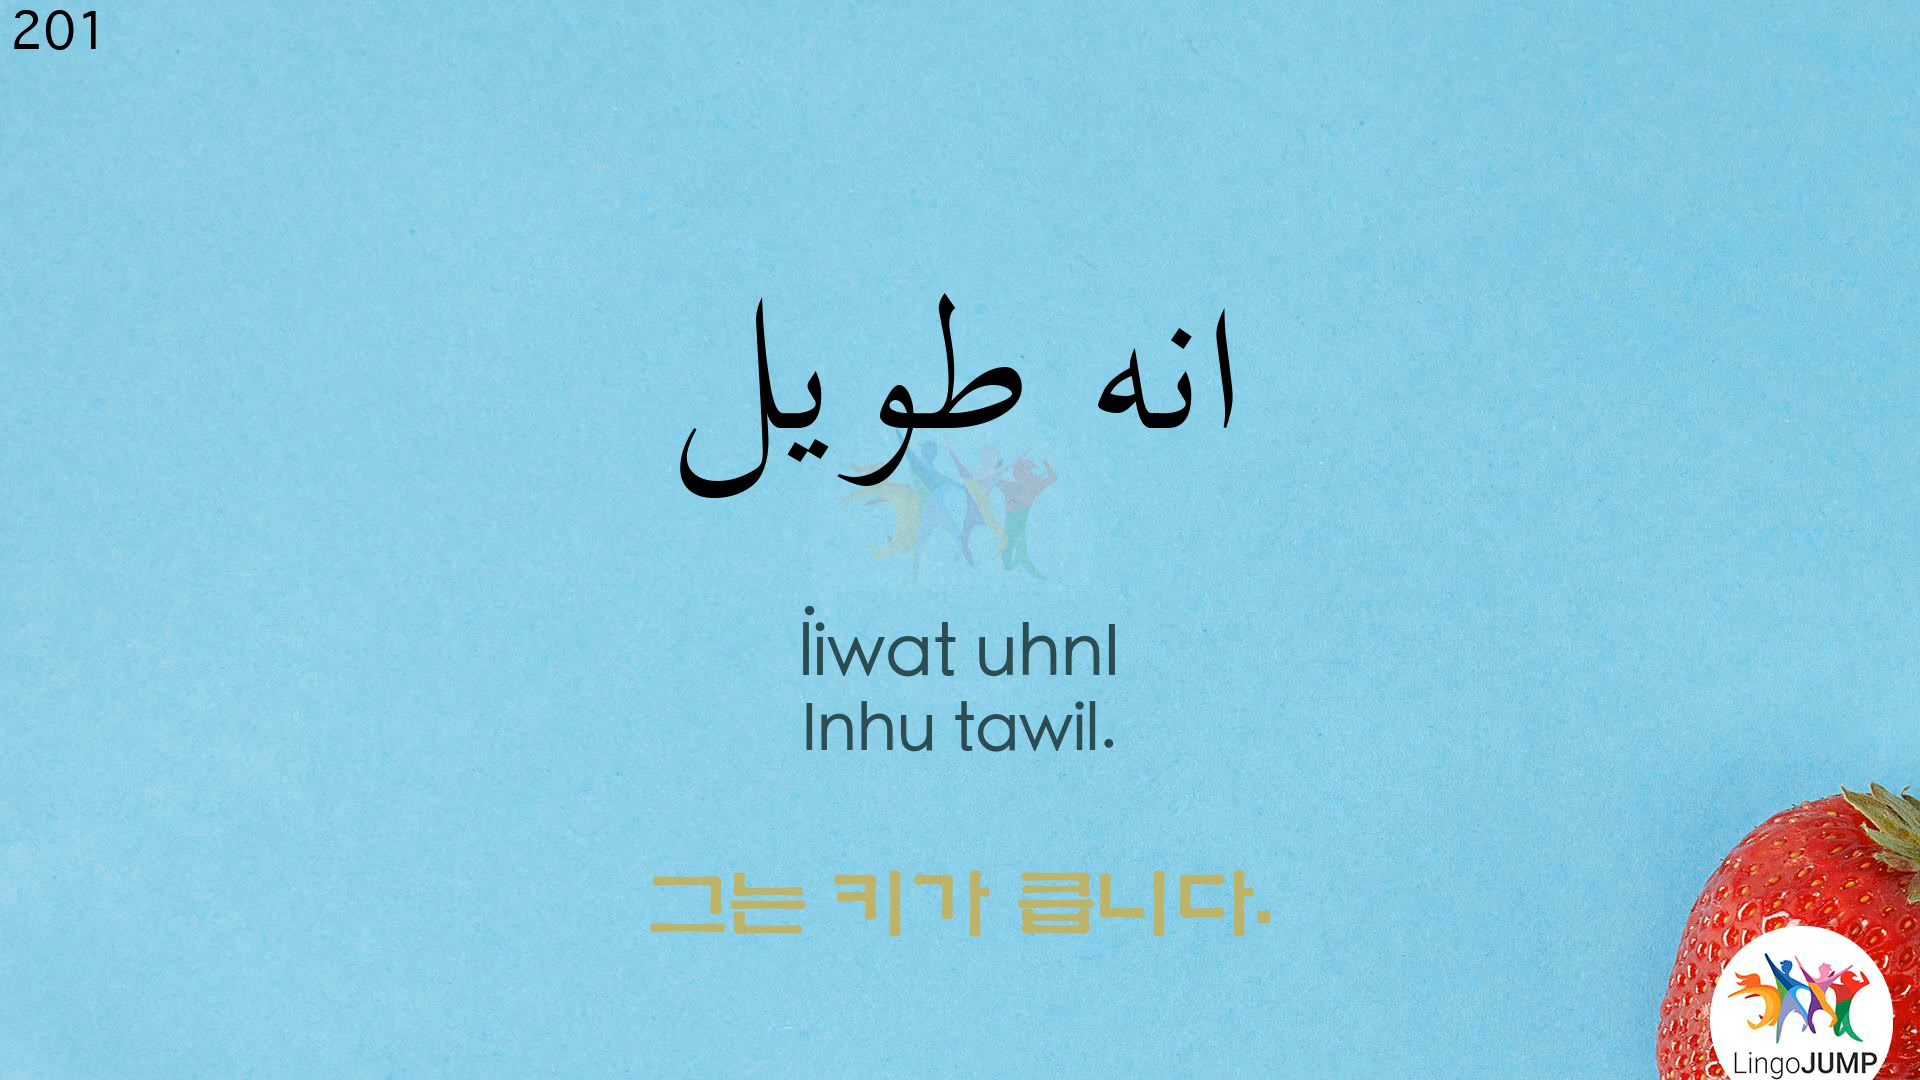 201
انه طويل
l̇iwat uhnI
Inhu tawil.
그는 키가 큽니다.
LingoJUMP